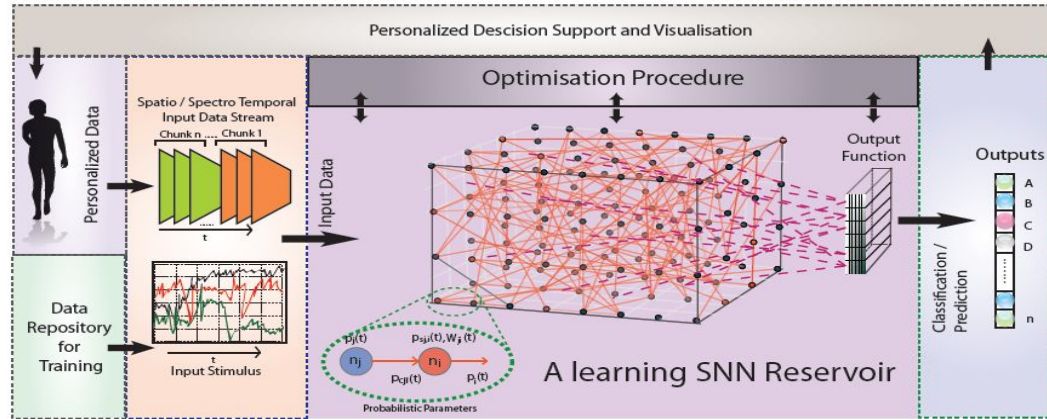 Personalized Descision Support and Visualisation
Optimisation Procedure
Personalized Data
Data
Repository
for
Training
Spatio / Spectro Temporal
Input Data Stream
Chunk n ..... Chunk 1
t
t
Input Stimulus
Input Data
Output
Function
pj(t)
psji(t), Wji (t)
nj
ni
pcji(t)
pi(t)
Probabilistic Parameters
A learning SNN Reservoir
Classification /
Prediction
Outputs
A
B
C
D
n